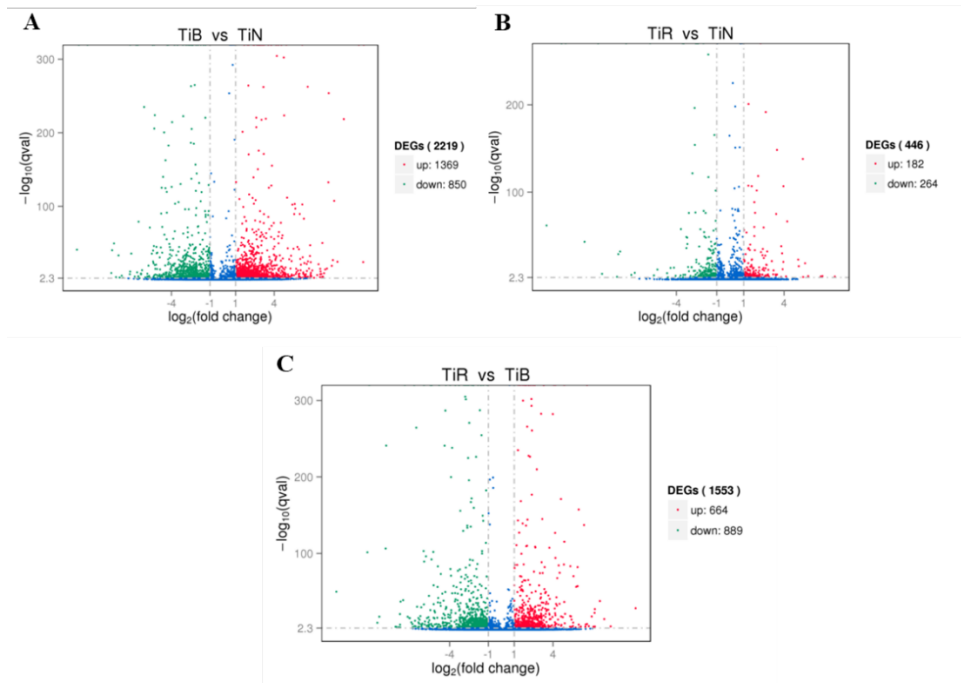 A
TiB vs TiN
300
200
100
2.3
−log10(qval)
-4
-1
1
4
log2(fold change)
DEGs ( 2219 )
up: 1369
down: 850
B
TiR vs TiN
200
100
2.3
−log10(qval)
-4
-1
1
4
log2(fold change)
DEGs ( 446 )
up: 182
down: 264
C
TiR vs TiB
300
200
100
2.3
−log10(qval)
-4
-1
1
4
log2(fold change)
DEGs ( 1553 )
up: 664
down: 889